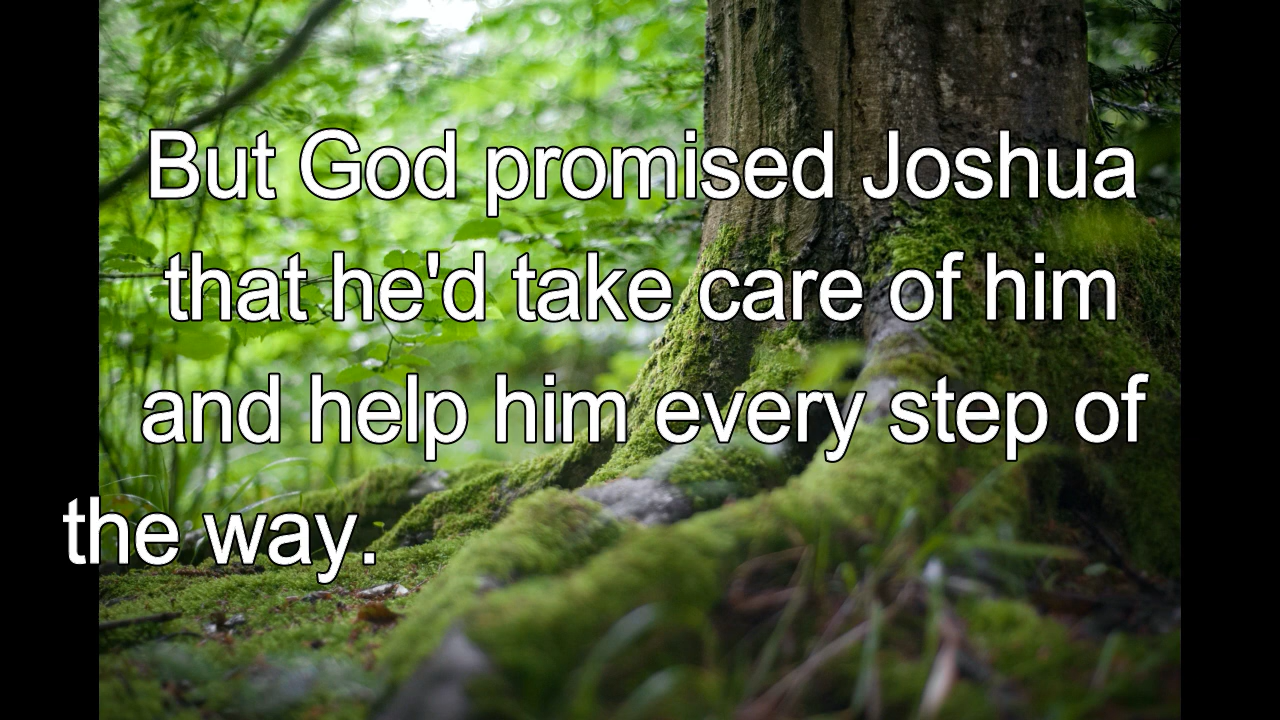 But God promised Joshua
that he'd take care of him
and help him every step of
the way.